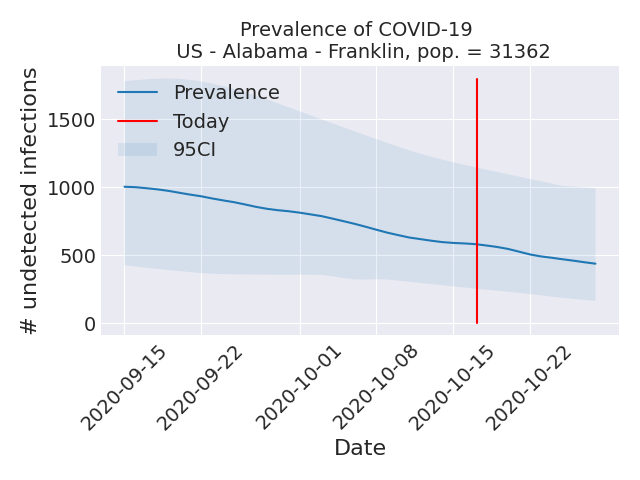 Prevalence of COVID-19
US - Alabama - Franklin, pop. = 31362
# undetected infections
1500
1000
500
0
Prevalence
Today
95CI
2020-09-15
2020-09-22
2020-10-01
2020-10-08
2020-10-15
2020-10-22
Date